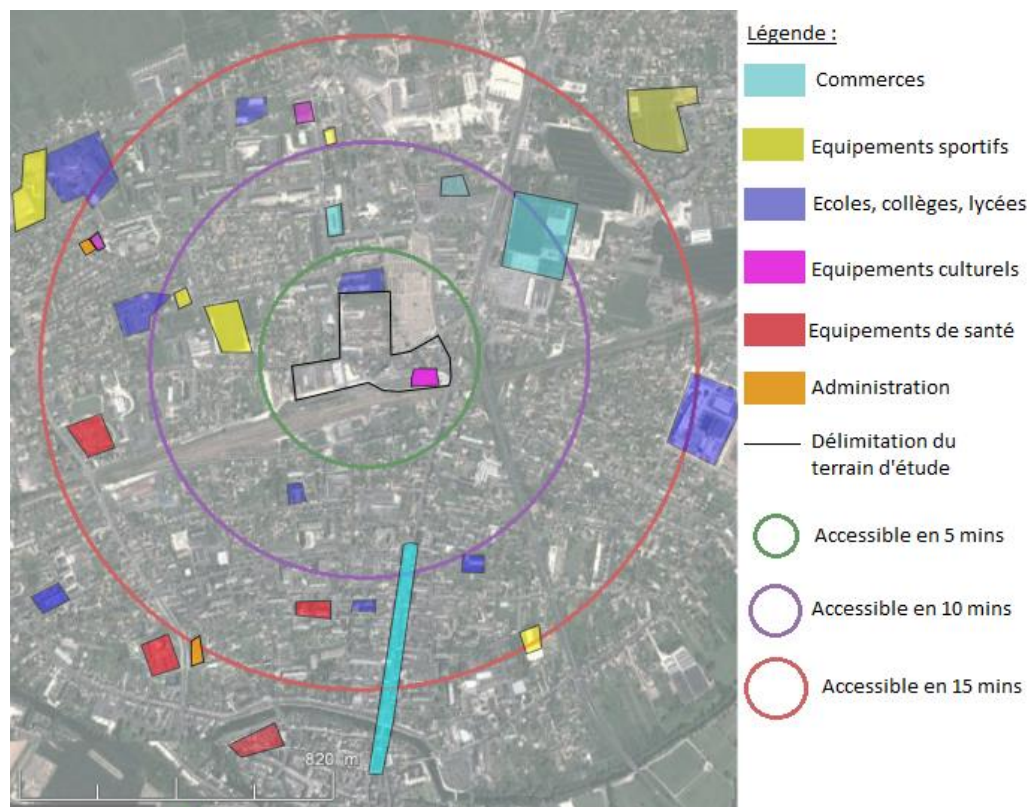 Légende :
Commerces
Equipements sportifs
Ecoles, collèges, lycées
Equipements culturels
Equipements de santé
Administration
Délimitation du
terrain d'étude
Accessible en 5 mins
Accessible en 10 mins
Accessible en 15 mins
820 m